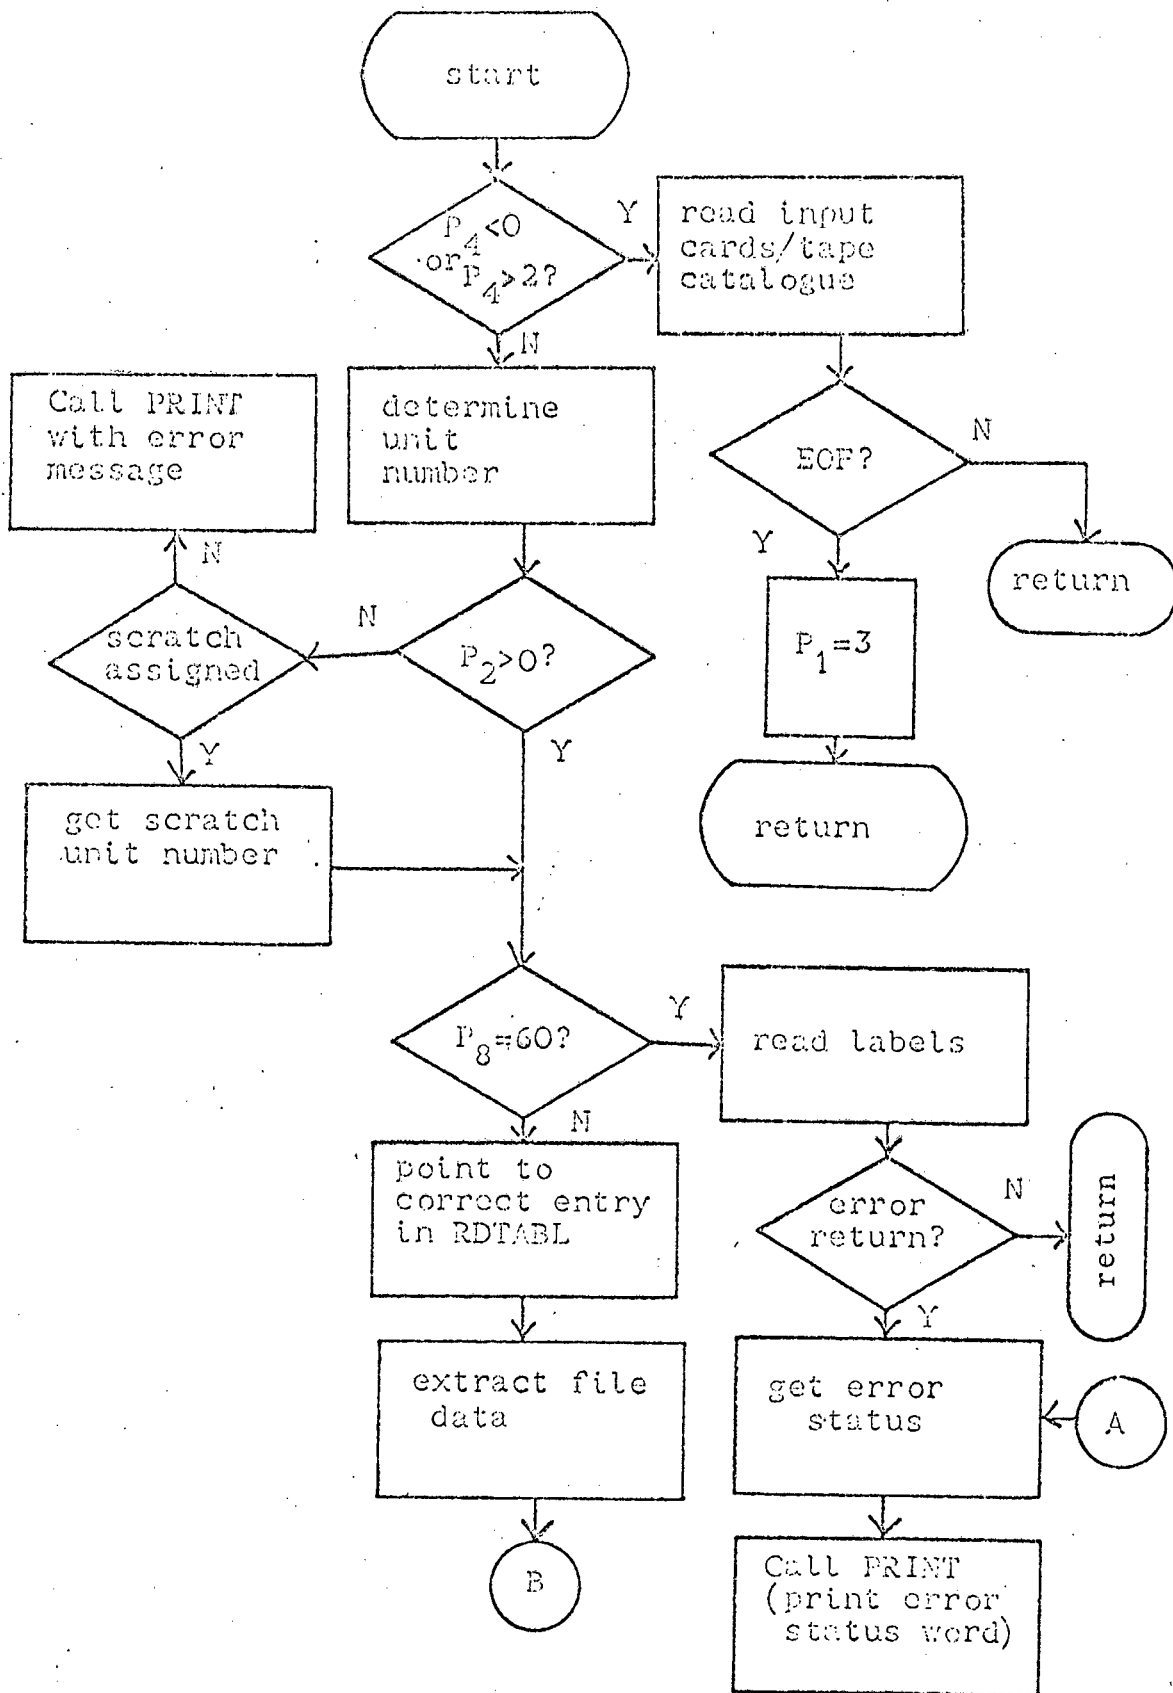 start
P4<0
or P4>2?
Y
read input
cards/tape
catalogue
N
Call PRINT
with error
message
determine
unit
number
EOF?
N
Y
return
N
scratch
assigned
N
P2>0?
P1=3
Y
Y
get scratch
unit number
return
P8=60?
Y
read labels
N
point to
correct entry
in RDTABL
error
return?
N
return
Y
extract file
data
get error
status
A
B
Call PRINT
(print error
status word)